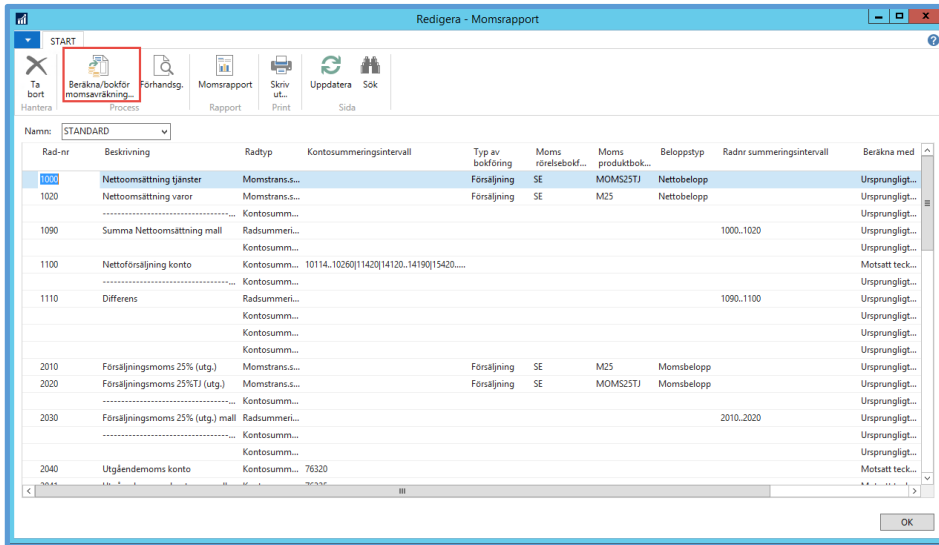 Redigera - Momsrapport
START
Ta bort
Beräkna/bokför momsavräkning...
Förhandsg.
Momsrapport
Skriv ut...
Uppdatera
Sök
Hantera Process Rapport Print Sida
Namn: STANDARD
Rad-nr Beskrivning Radtyp Kontosummeringsintervall Typ av bokföring Moms rörelsebokf... Moms produktbok... Beloppstyp Radnr summeringsintervall Beräkna med
1000 Nettoomsättning tjänster Momstrans.s... Försäljning SE MOMS25TJ Nettobelopp Ursprungligt...
1020 Nettoomsättning varor Momstrans.s... Försäljning SE M25 Nettobelopp Ursprungligt...
---------------------------------... Kontosumm... Ursprungligt...
1090 Summa Nettoomsättning mall Radsummeri... 1000..1020 Ursprungligt...
Kontosumm... Ursprungligt...
1100 Nettoförsäljning konto Kontosumm... 10114..10260|11420|14120..14190|15420..... Motsatt teck...
---------------------------------... Kontosumm... Ursprungligt...
1110 Differens Radsummeri... 1090..1100 Ursprungligt...
Kontosumm... Ursprungligt...
Kontosumm... Ursprungligt...
Kontosumm... Ursprungligt...
2010 Försäljningsmoms 25% (utg.) Momstrans.s... Försäljning SE M25 Momsbelopp Ursprungligt...
2020 Försäljningsmoms 25%TJ (utg.) Momstrans.s... Försäljning SE MOMS25TJ Momsbelopp Ursprungligt...
---------------------------------... Kontosumm... Ursprungligt...
2030 Försäljningsmoms 25% (utg.) mall Radsummeri... 2010..2020 Ursprungligt...
---------------------------------... Kontosumm... Ursprungligt...
Kontosumm... Ursprungligt...
2040 Utgåendemoms konto Kontosumm... 76320 Motsatt teck...
OK